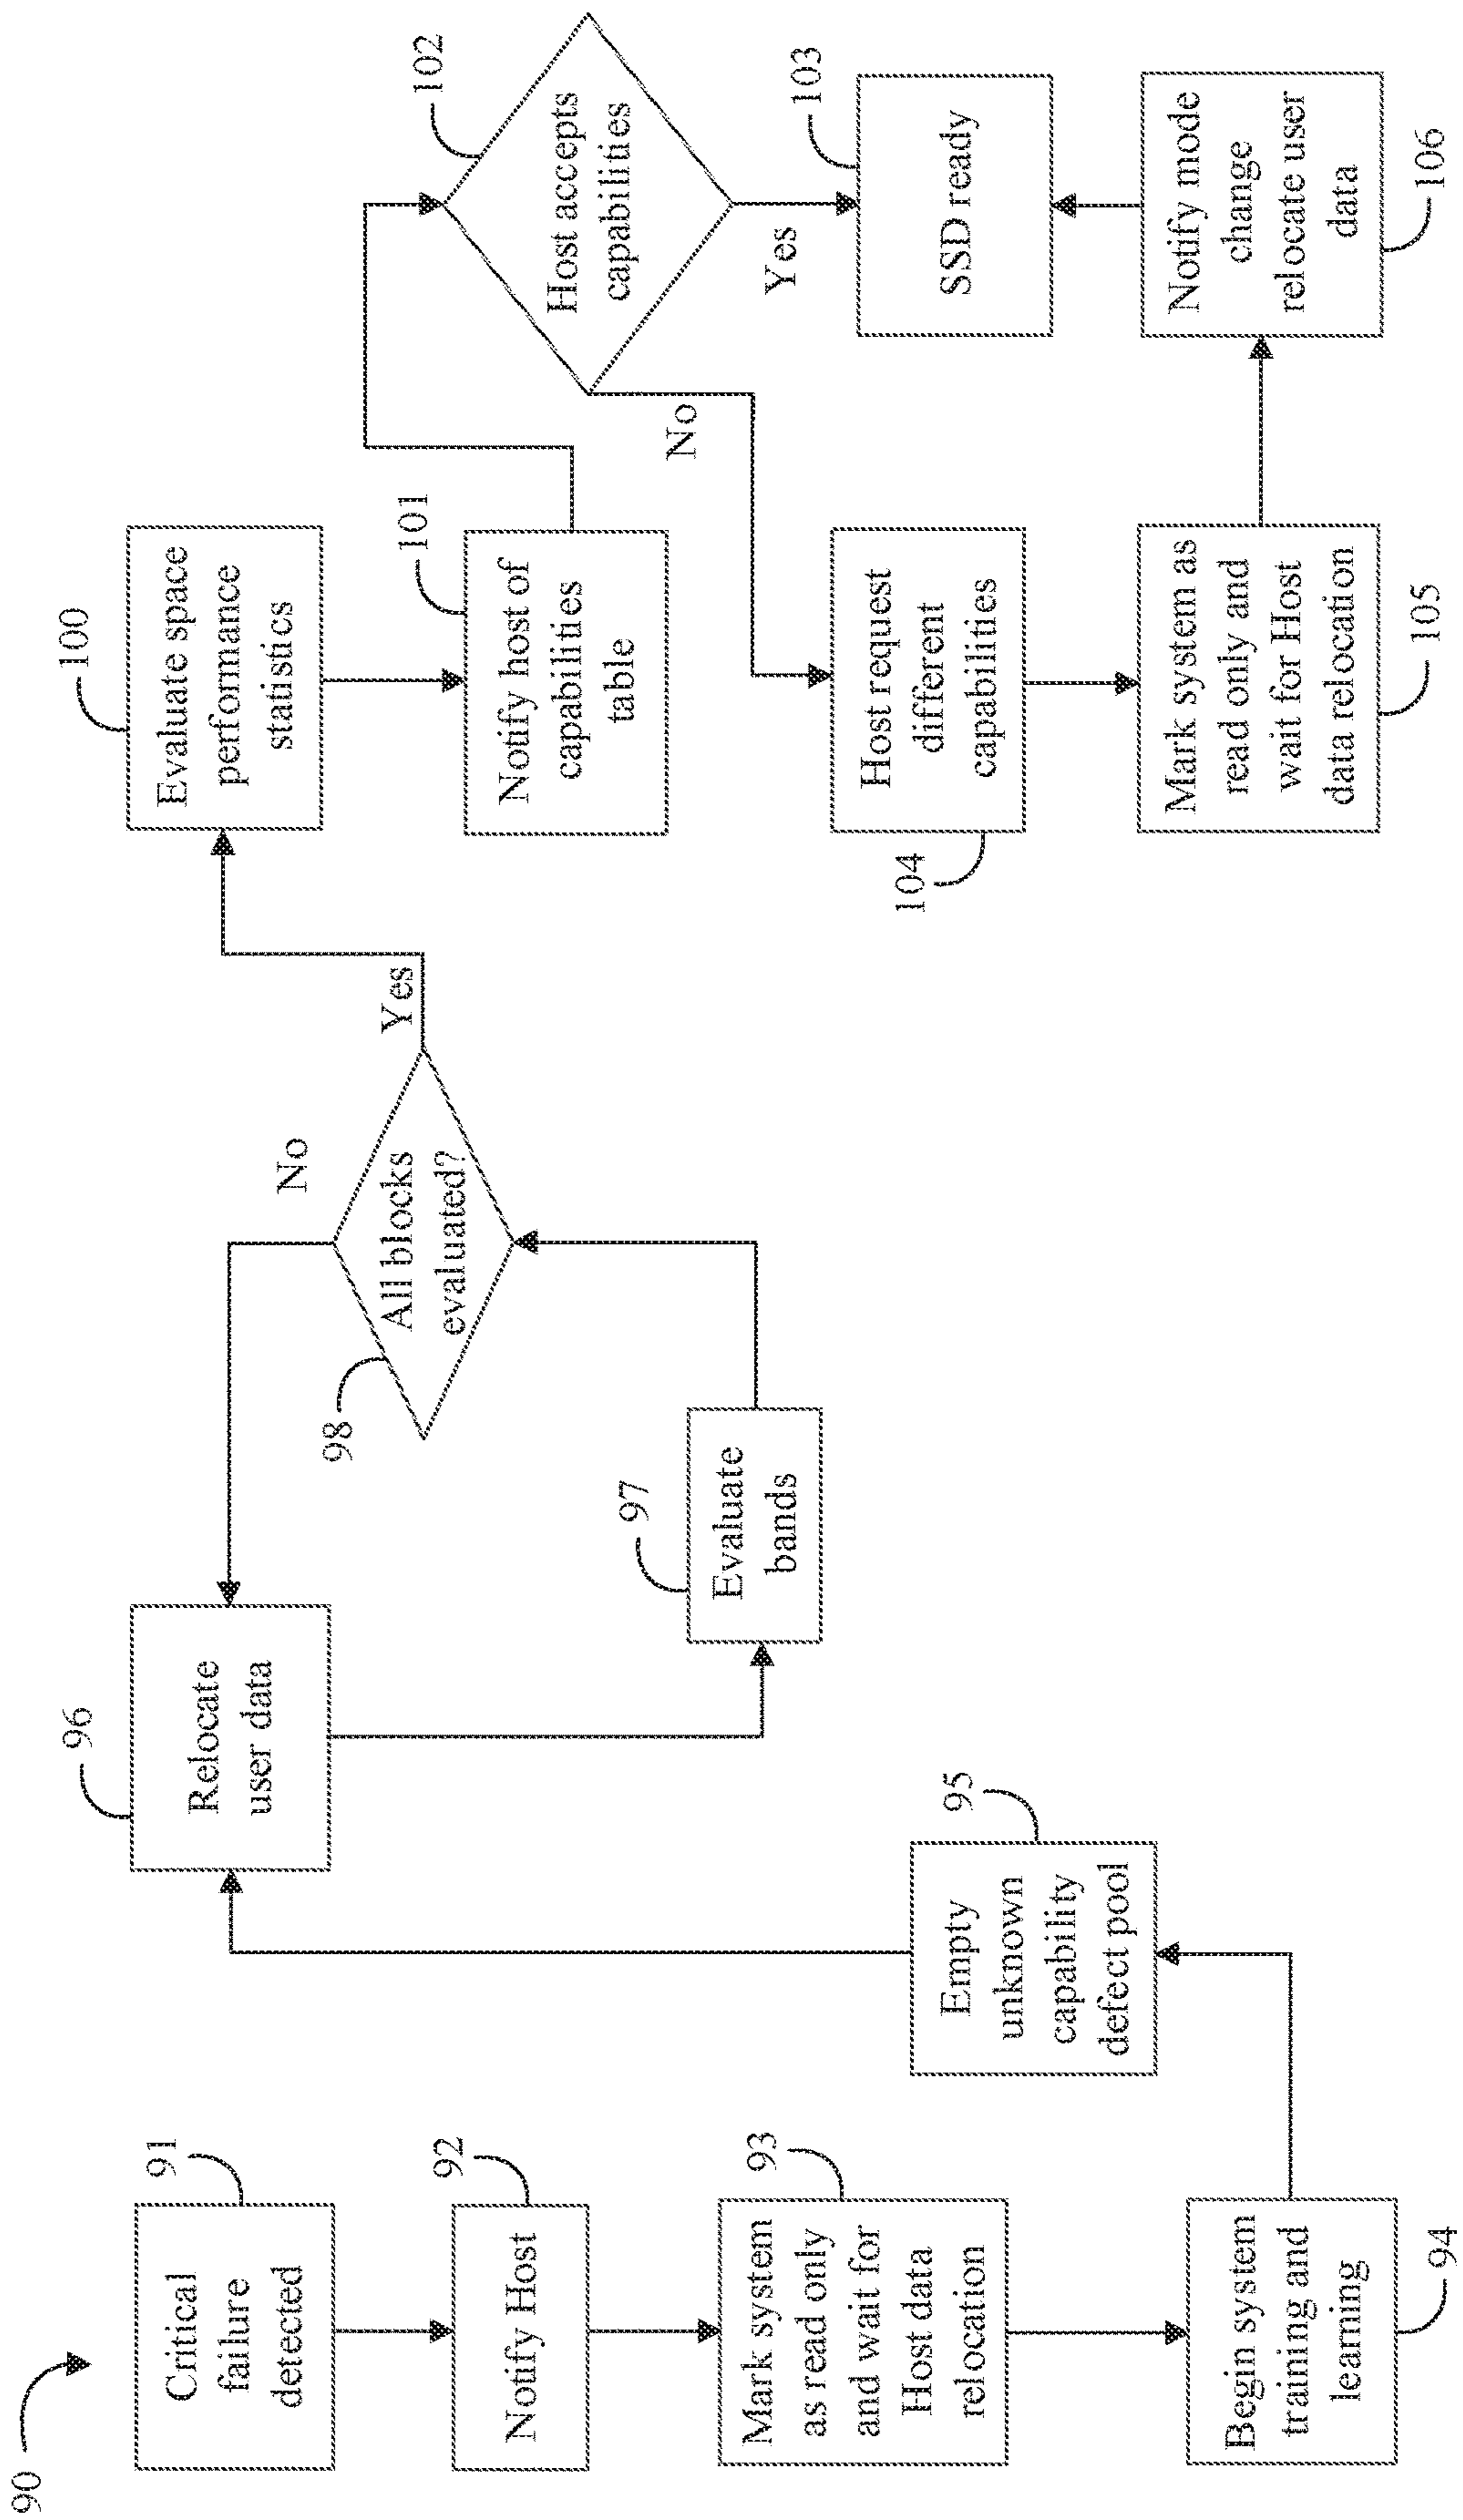 90
91
Critical
failure
detected
92
Notify Host
93
Mark system
as read only
and wait for
Host data
relocation
94
Begin system
training and
learning
95
Empty
unknown
capability
defect pool
96
Relocate
user data
97
Evaluate
bands
98
All blocks
evaluated?
No
Yes
100
Evaluate space
performance
statistics
101
Notify host of
capabilities
table
102
Host accepts
capabilities
No
Yes
103
SSD ready
104
Host request
different
capabilities
105
Mark system as
read only and
wait for Host
data relocation
106
Notify mode
change
relocate user
data